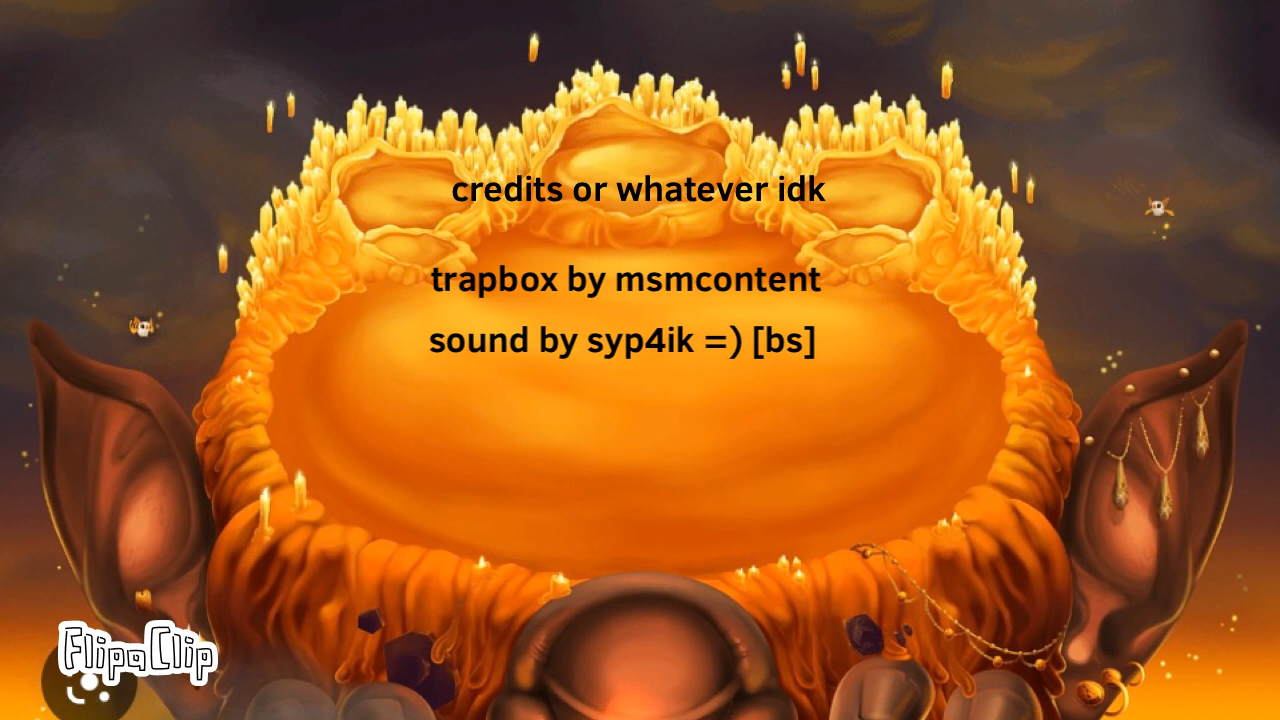 credits or whatever idk
trapbox by msmcontent
sound by syp4ik =) [bs]
FlipaClip